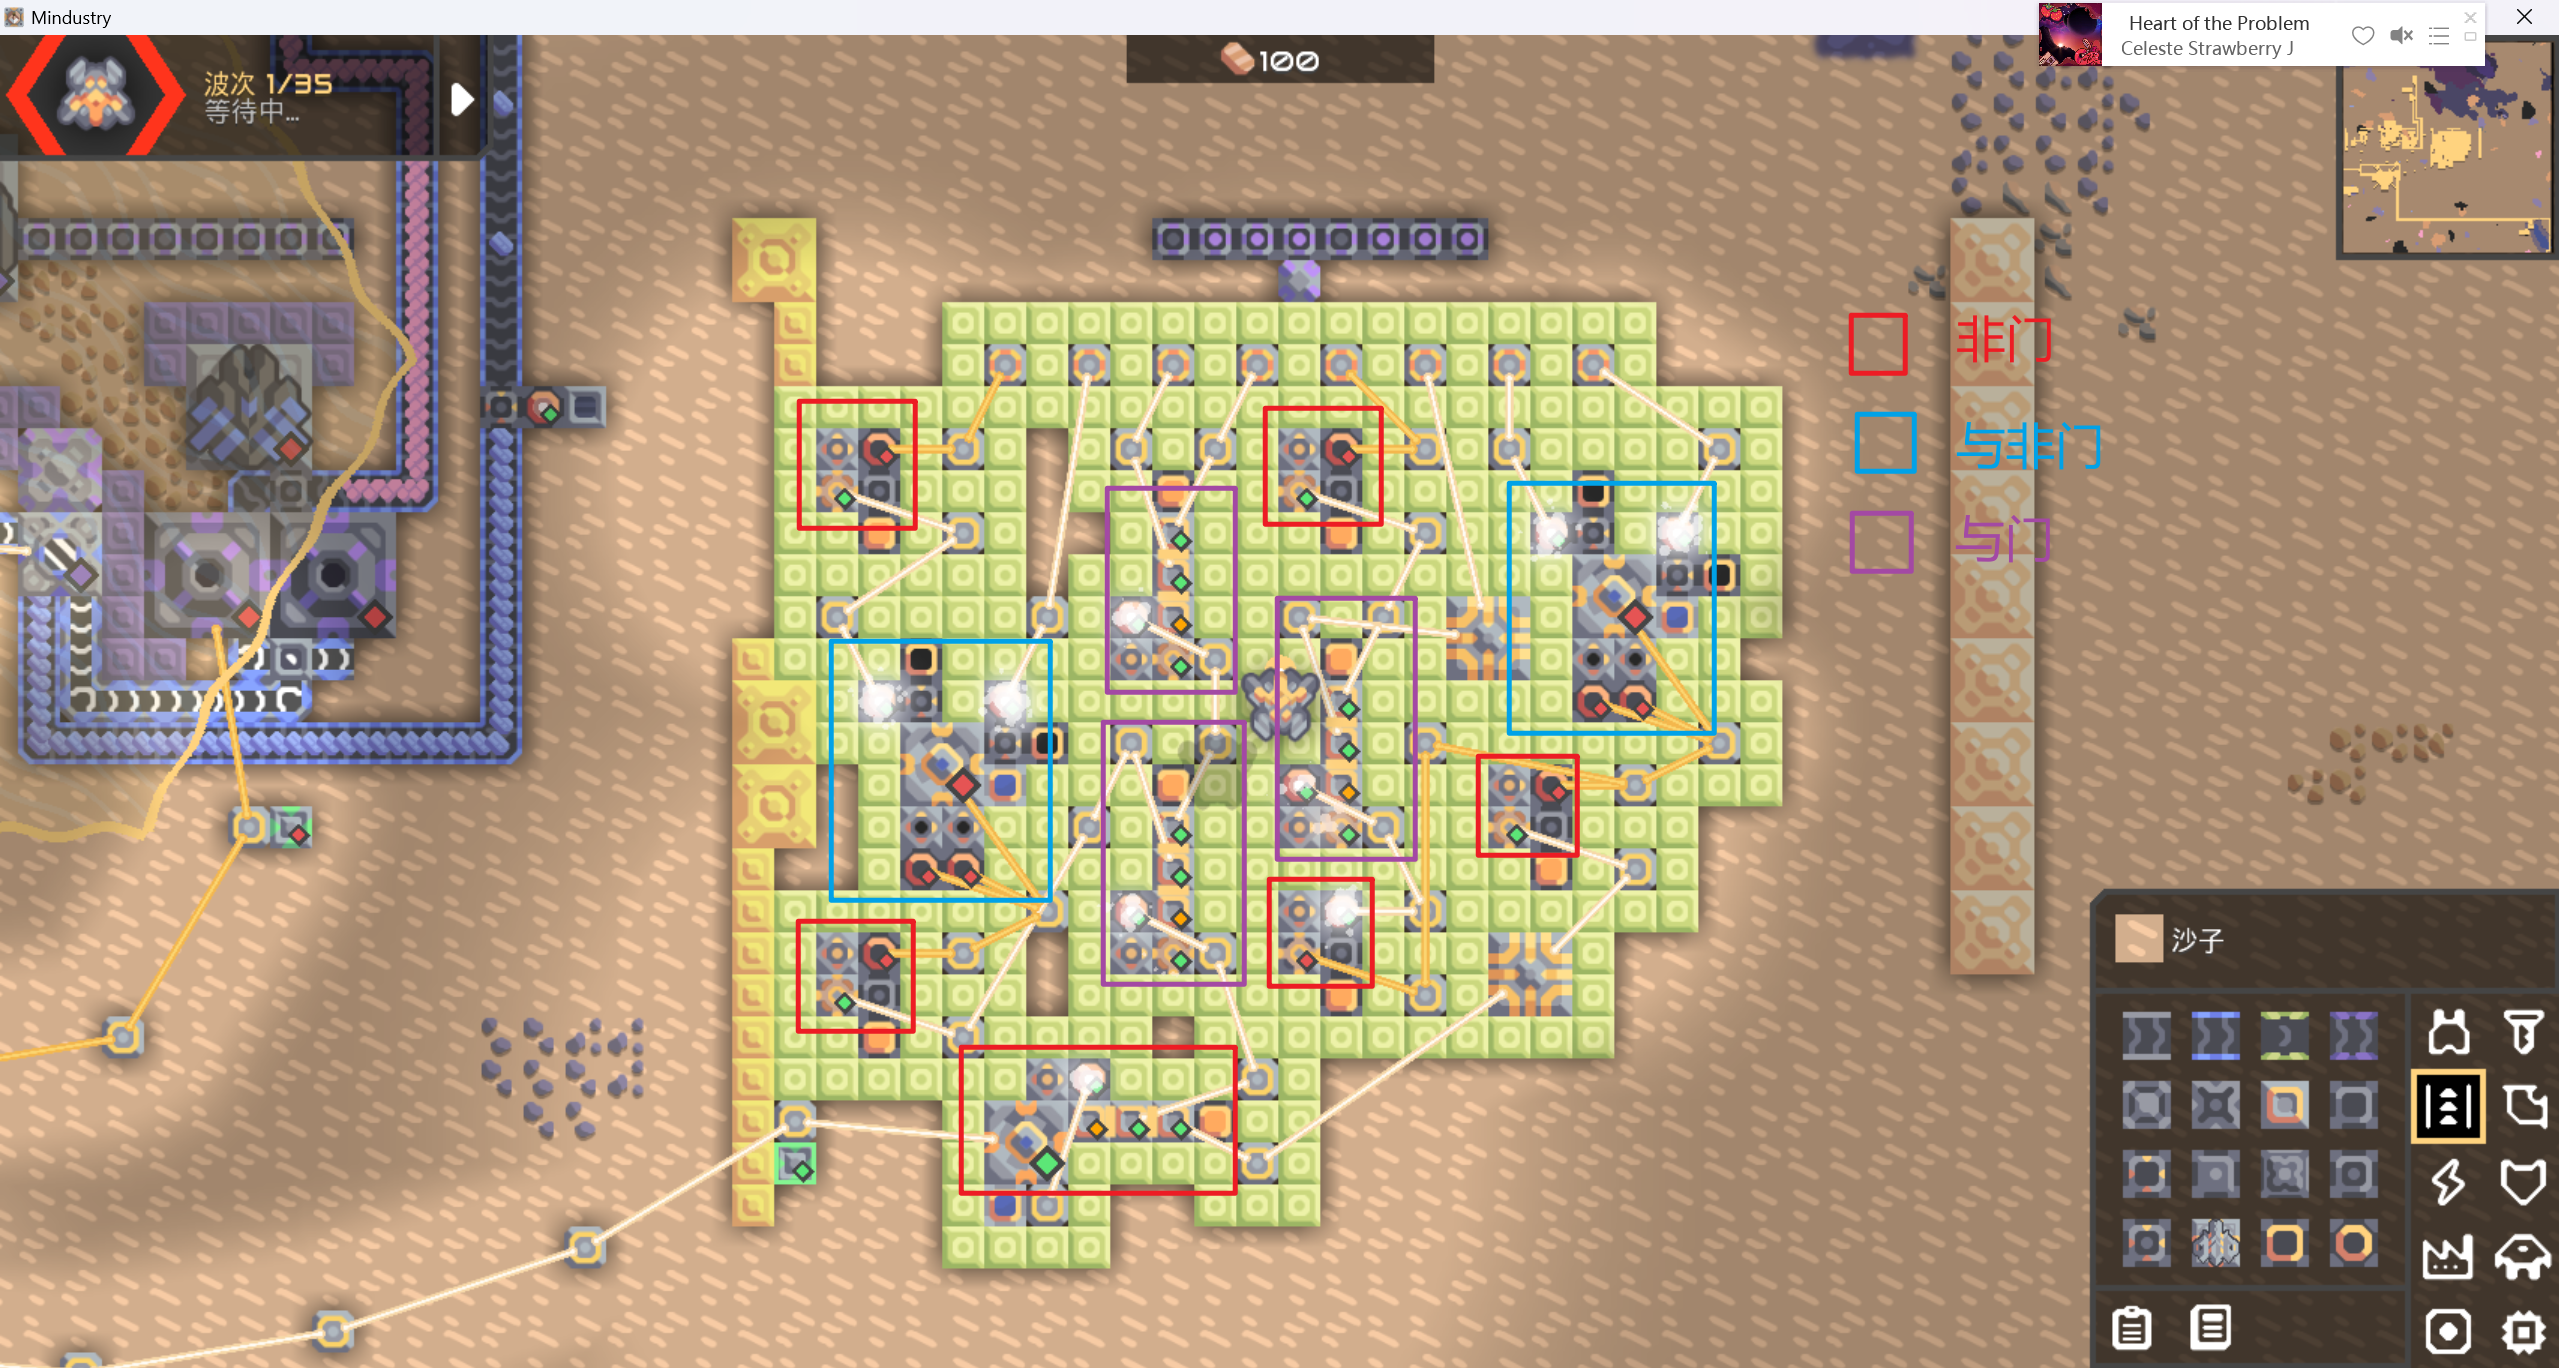 Mindustry
Heart of the Problem
Celeste Strawberry J
波次 1/35
等待中...
100
非门
与非门
与门
沙子